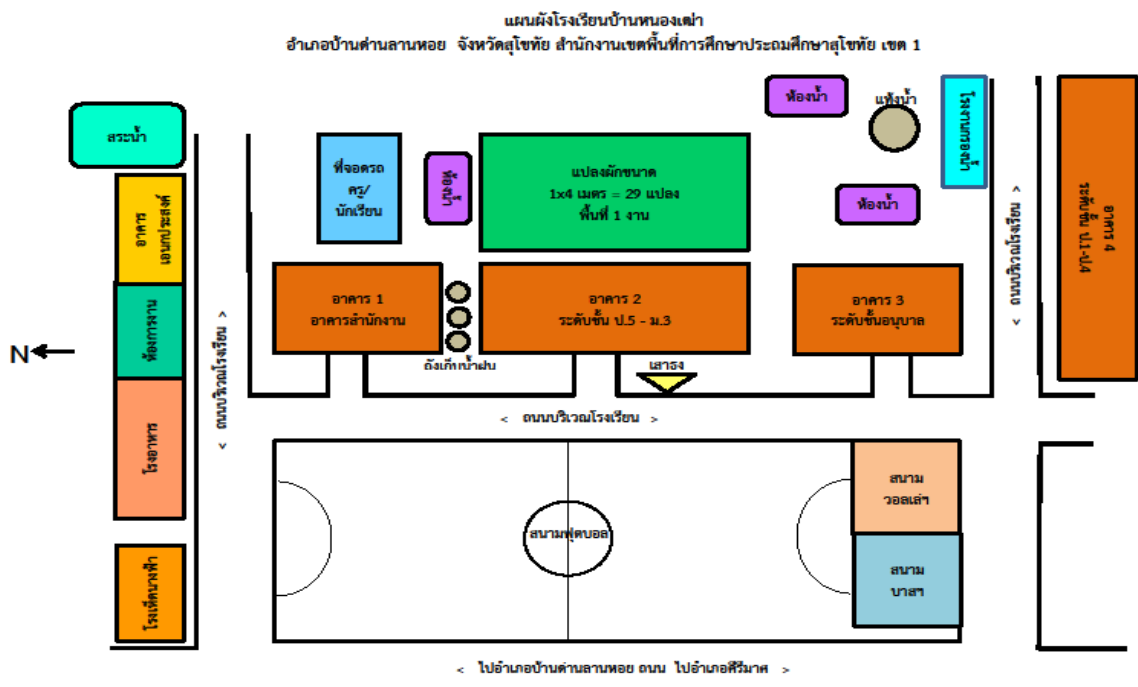 แผนผังโรงเรียนบ้านหนองเฒ่า
อำเภอบ้านด่านลานหอย จังหวัดสุโขทัย สำนักงานเขตพื้นที่การศึกษาประถมศึกษาสุโขทัย เขต 1
สระน้ำ
ที่จอดรถ
ครู/
นักเรียน
ห้องน้ำ
แปลงผักขนาด
1x4 เมตร = 29 แปลง
พื้นที่ 1 งาน
ห้องน้ำ
แท้งน้ำ
โรงงานกรองน้ำ
ห้องน้ำ
อาคาร 4
ระดับชั้น ป.1-ป.4
อาคาร
เอนกประสงค์
ห้องการงาน
โรงอาหาร
โรงเห็ดนางฟ้า
N
< ถนนบริเวณโรงเรียน >
อาคาร 1
อาคารสำนักงาน
ถังเก็บน้ำฝน
อาคาร 2
ระดับชั้น ป.5 - ม.3
เสาธง
อาคาร 3
ระดับชั้นอนุบาล
< ถนนบริเวณโรงเรียน >
< ถนนบริเวณโรงเรียน >
สนามฟุตบอล
สนาม
วอลเล่ฯ
สนาม
บาสฯ
< ไปอำเภอบ้านด่านลานหอย ถนน ไปอำเภอคีรีมาศ >